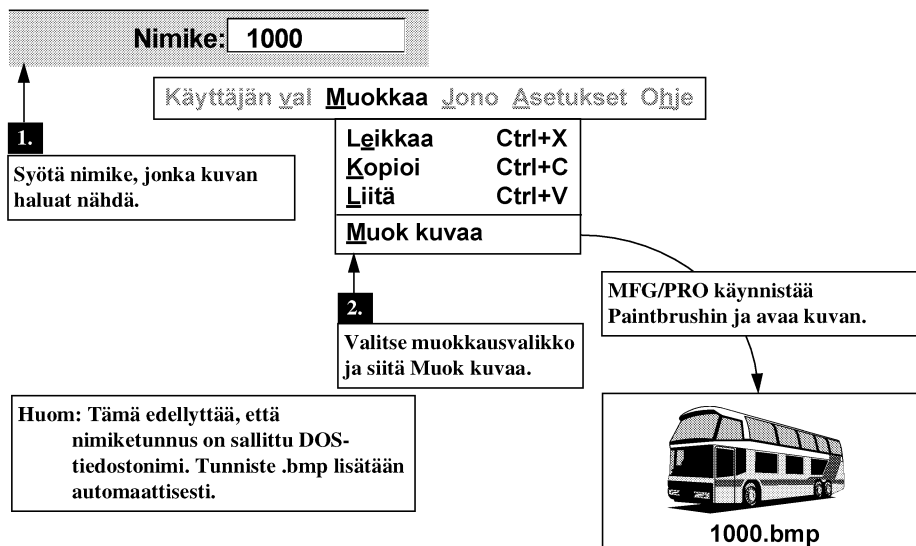 Nimike: 1000
Käyttäjän val Muokkaa Jono Asetukset Ohje
1.
Syötä nimike, jonka kuvan
haluat nähdä.
Leikkaa Ctrl+X
Kopioi Ctrl+C
Liitä Ctrl+V
Muok kuvaa
2.
Valitse muokkausvalikko
ja siitä Muok kuvaa.
MFG/PRO käynnistää
Paintbrushin ja avaa kuvan.
Huom: Tämä edellyttää, että
nimiketunnus on sallittu DOS-
tiedostonimi. Tunniste .bmp lisätään
automaattisesti.
1000.bmp